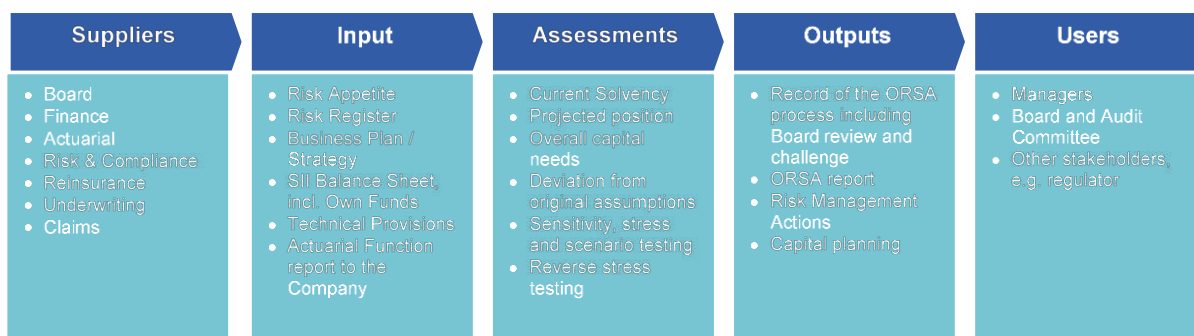 Suppliers
• Board
• Finance
• Actuarial
• Risk & Compliance
• Reinsurance
• Underwriting
• Claims
Input
• Risk Appetite
• Risk Register
• Business Plan /
Strategy
• SII Balance Sheet,
incl. Own Funds
• Technical Provisions
• Actuarial Function
report to the
Company
Assessments
• Current Solvency
• Projected position
• Overall capital
needs
• Deviation from
original assumptions
• Sensitivity, stress
and scenario testing
• Reverse stress
testing
Outputs
• Record of the ORSA
process including
Board review and
challenge
• ORSA report
• Risk Management
Actions
• Capital planning
Users
• Managers
• Board and Audit
Committee
• Other stakeholders,
e.g. regulator